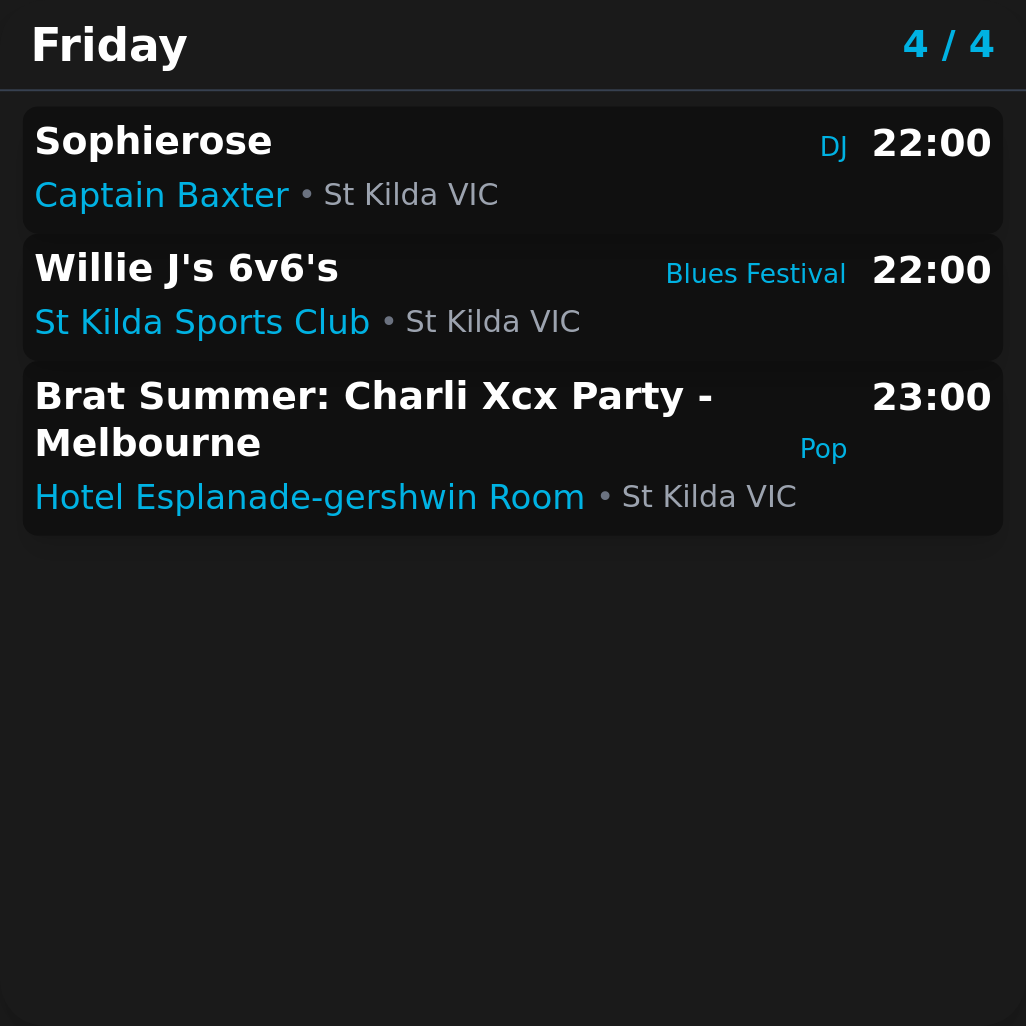 Friday 4 / 4
Sophierose DJ 22:00
Captain Baxter • St Kilda VIC
Willie J's 6v6's Blues Festival 22:00
St Kilda Sports Club • St Kilda VIC
Brat Summer: Charli Xcx Party - 23:00
Melbourne Pop
Hotel Esplanade-gershwin Room • St Kilda VIC